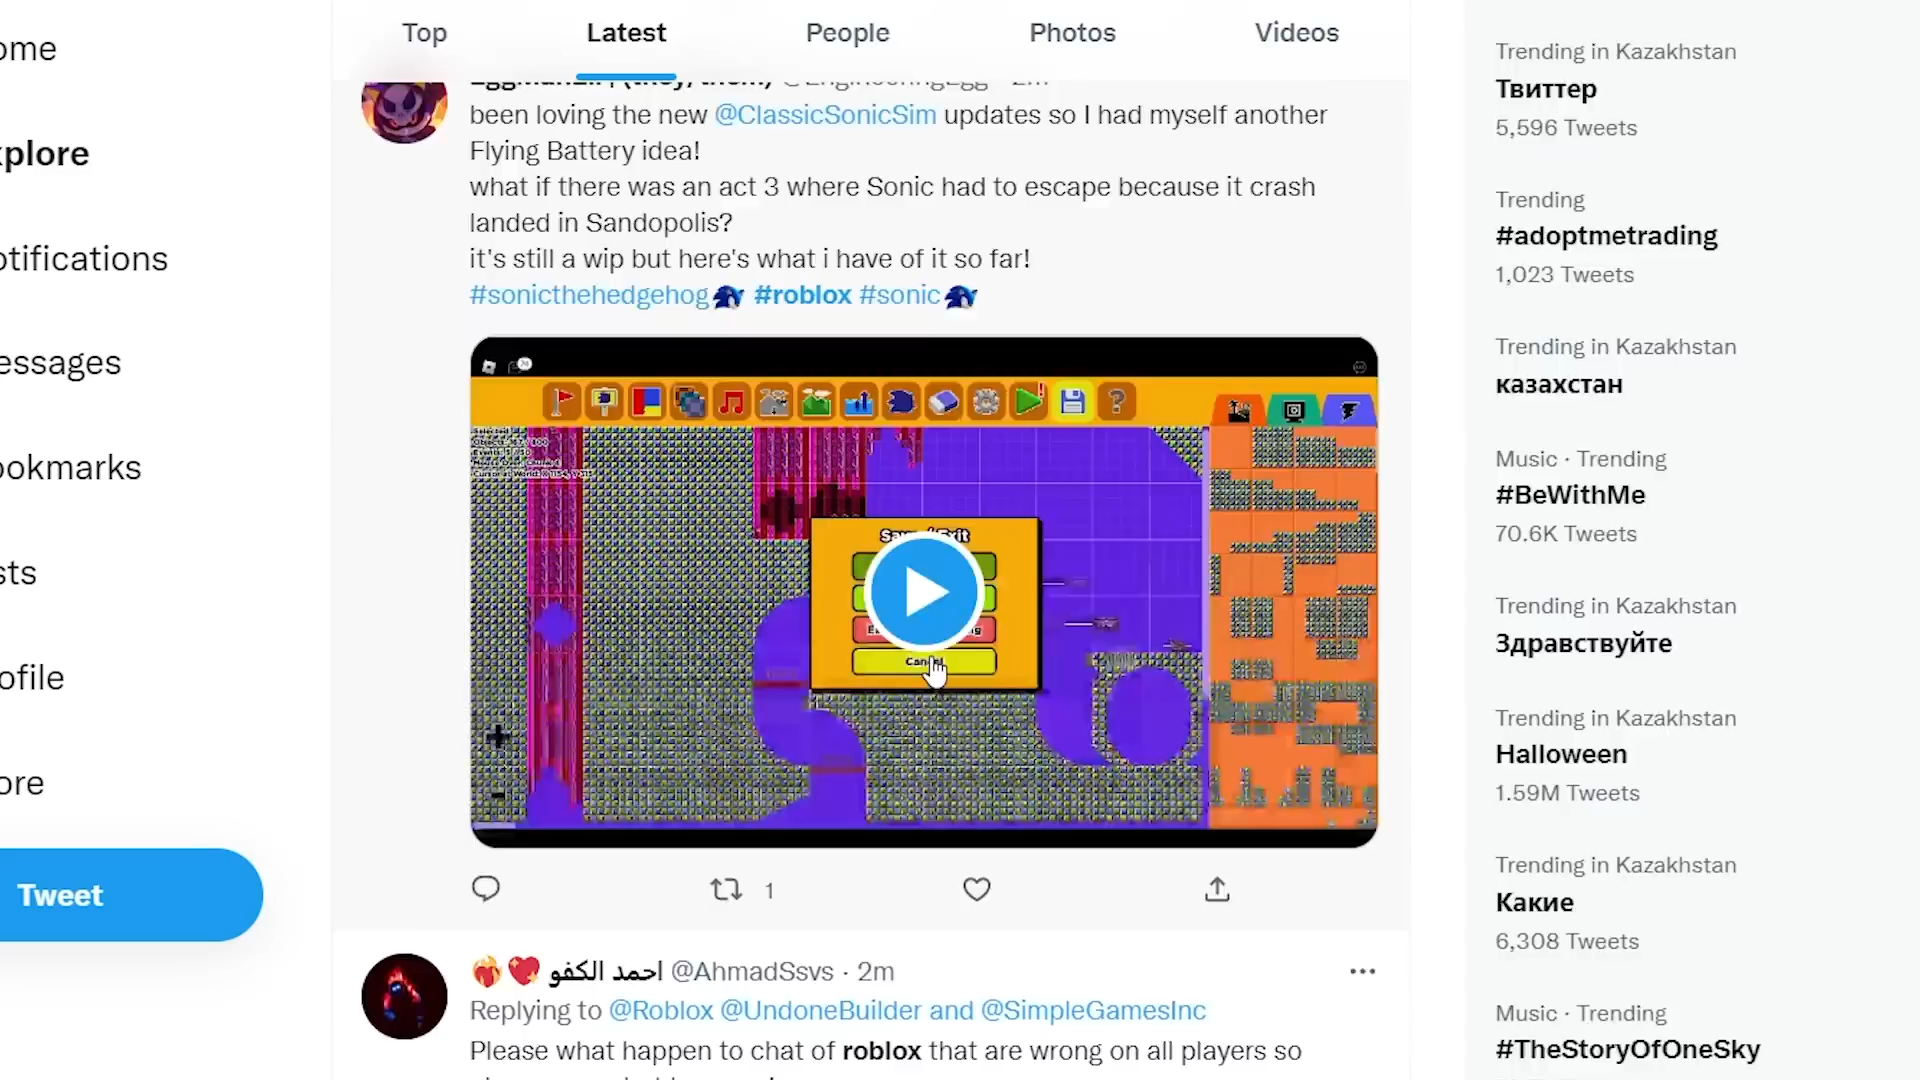 Top
Latest
People
Photos
Videos
ome
xplore
otifications
essages
ookmarks
sts
ofile
ore
Tweet
been loving the new @ClassicSonicSim updates so I had myself another
Flying Battery idea!
what if there was an act 3 where Sonic had to escape because it crash
landed in Sandopolis?
it's still a wip but here's what i have of it so far!
#sonicthehedgehog #roblox #sonic
Exit
1
احمد الكفو @AhmadSsvs · 2m
Replying to @Roblox @UndoneBuilder and @SimpleGamesInc
Please what happen to chat of roblox that are wrong on all players so
Trending in Kazakhstan
Твиттер
5,596 Tweets
Trending
#adoptmetrading
1,023 Tweets
Trending in Kazakhstan
казахстан
Music · Trending
#BeWithMe
70.6K Tweets
Trending in Kazakhstan
Здравствуйте
Trending in Kazakhstan
Halloween
1.59M Tweets
Trending in Kazakhstan
Какие
6,308 Tweets
Music · Trending
#TheStoryOfOneSky